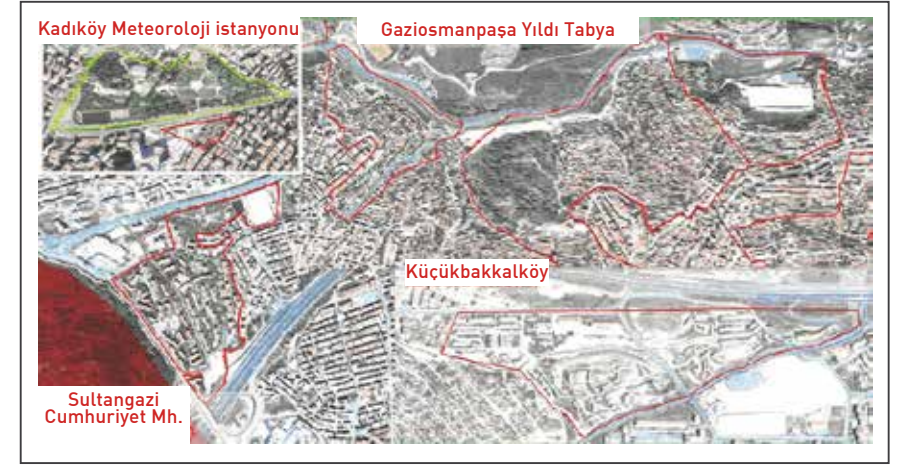 Kadıköy Meteoroloji istanyonu
Gaziosmanpaşa Yıldı Tabya
Küçükbakkalköy
Sultangazi
Cumhuriyet Mh.